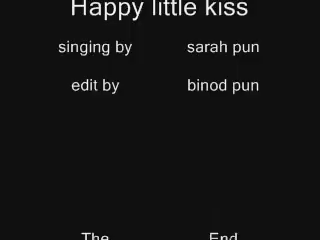 Happy little kiss
singing by sarah pun
edit by binod pun
The End